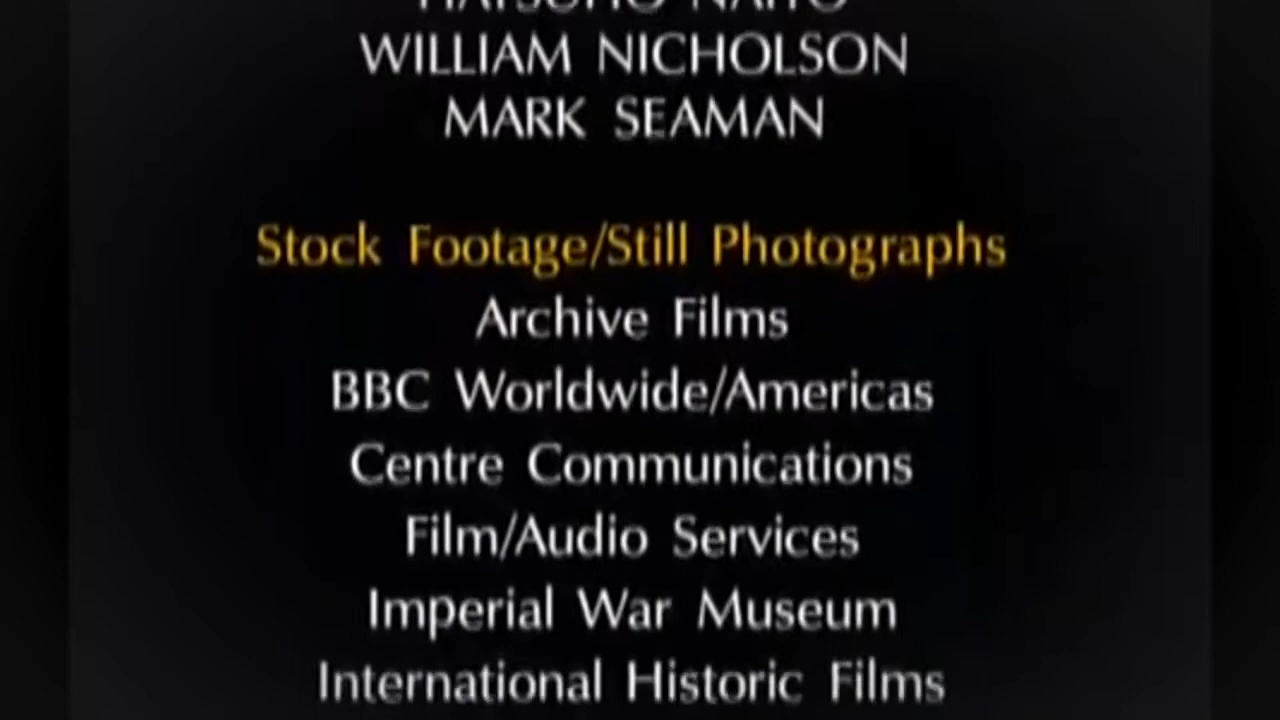 WILLIAM NICHOLSON
MARK SEAMAN
Stock Footage/Still Photographs
Archive Films
BBC Worldwide/Americas
Centre Communications
Film/Audio Services
Imperial War Museum
International Historic Films